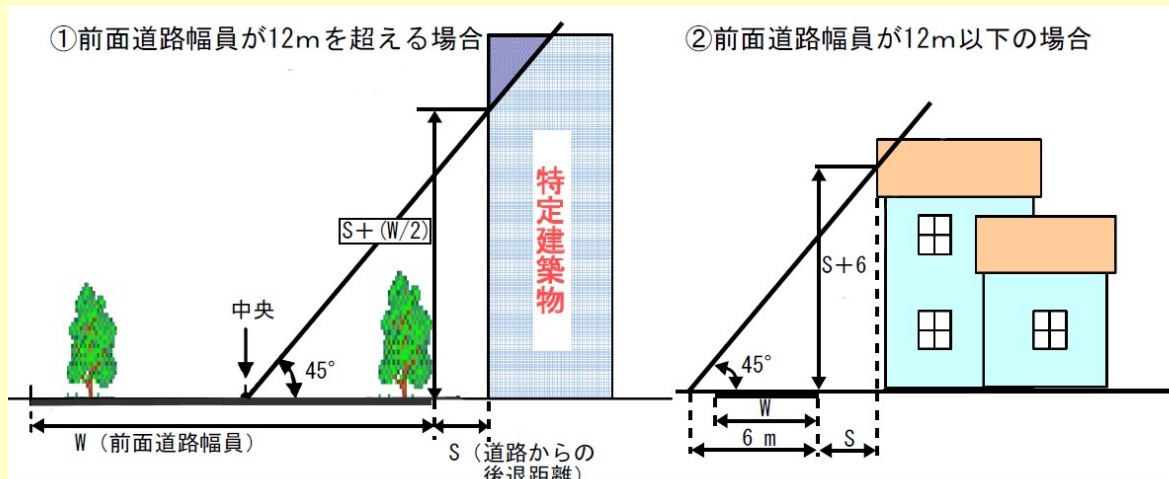 ①前面道路幅員が12mを超える場合
S+(W/2)
特定建築物
中央
45°
W（前面道路幅員）
S（道路からの
後退距離）
②前面道路幅員が12m以下の場合
S+6
45°
W
6 m
S